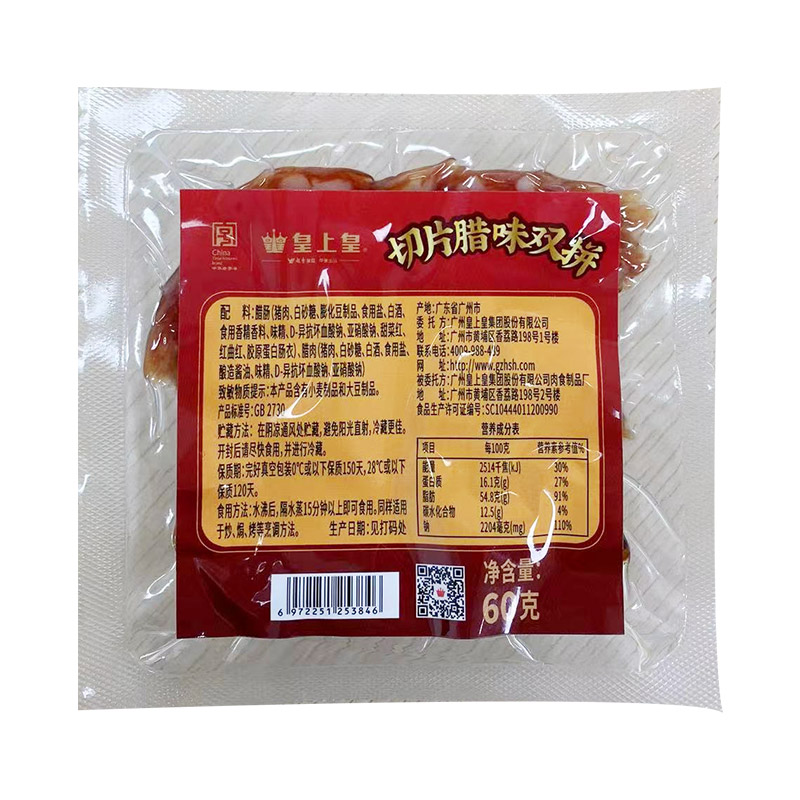 China
皇上皇®
切片腊味双拼
配 料:腊肠(猪肉、白砂糖、膨化豆制品、食用盐、白酒、
食用香精香料、味精、D-异抗坏血酸钠、亚硝酸钠、甜菜红、
红曲红、胶原蛋白肠衣)、腊肉(猪肉、白砂糖、白酒、食用盐、
酿造酱油、味精、D-异抗坏血酸钠、亚硝酸钠)
致敏物质提示:本产品含有小麦制品和大豆制品。
产品标准号:GB 2730
贮藏方法:在阴凉通风处贮藏,避免阳光直射,冷藏更佳。
开封后请尽快食用,并进行冷藏。
保质期:完好真空包装0℃或以下保质150天,28℃或以下
保质120天。
食用方法:水沸后,隔水蒸15分钟以上即可食用。同样适用
于炒、焗、烤等烹调方法。 生产日期:见打码处
产地:广东省广州市
委 托 方:广州皇上皇集团股份有限公司
地 址:广州市黄埔区香荔路198号1号楼
联系电话:4009-988-489
网 址:http://www.gzhsh.com
被委托方:广州皇上皇集团股份有限公司肉食制品厂
地 址:广州市黄埔区香荔路198号2号楼
食品生产许可证编号:SC10444011200990
营养成分表
项目 每100克 营养素参考值%
能量 2514千焦(kJ) 30%
蛋白质 16.1克(g) 27%
脂肪 54.8克(g) 91%
碳水化合物 12.5(g) 4%
钠 2204毫克(mg) 110%
净含量:
60克
6 972251 253846